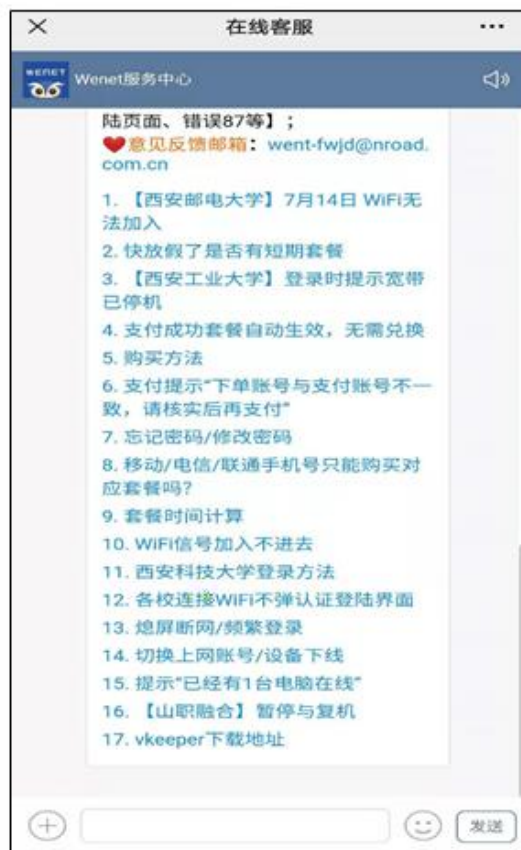 在线客服
WENET
Wenet服务中心
陆页面、错误87等】；
❤意见反馈邮箱：went-fwjd@nroad.
com.cn
1. 【西安邮电大学】7月14日 WiFi无
法加入
2. 快放假了是否有短期套餐
3. 【西安工业大学】登录时提示宽带
已停机
4. 支付成功套餐自动生效，无需兑换
5. 购买方法
6. 支付提示“下单账号与支付账号不一
致，请核实后再支付”
7. 忘记密码/修改密码
8. 移动/电信/联通手机号只能购买对
应套餐吗?
9. 套餐时间计算
10. WiFi信号加入不进去
11. 西安科技大学登录方法
12. 各校连接WiFi不弹认证登陆界面
13. 熄屏断网/频繁登录
14. 切换上网账号/设备下线
15. 提示“已经有1台电脑在线”
16. 【山职融合】暂停与复机
17. vkeeper下载地址
发送